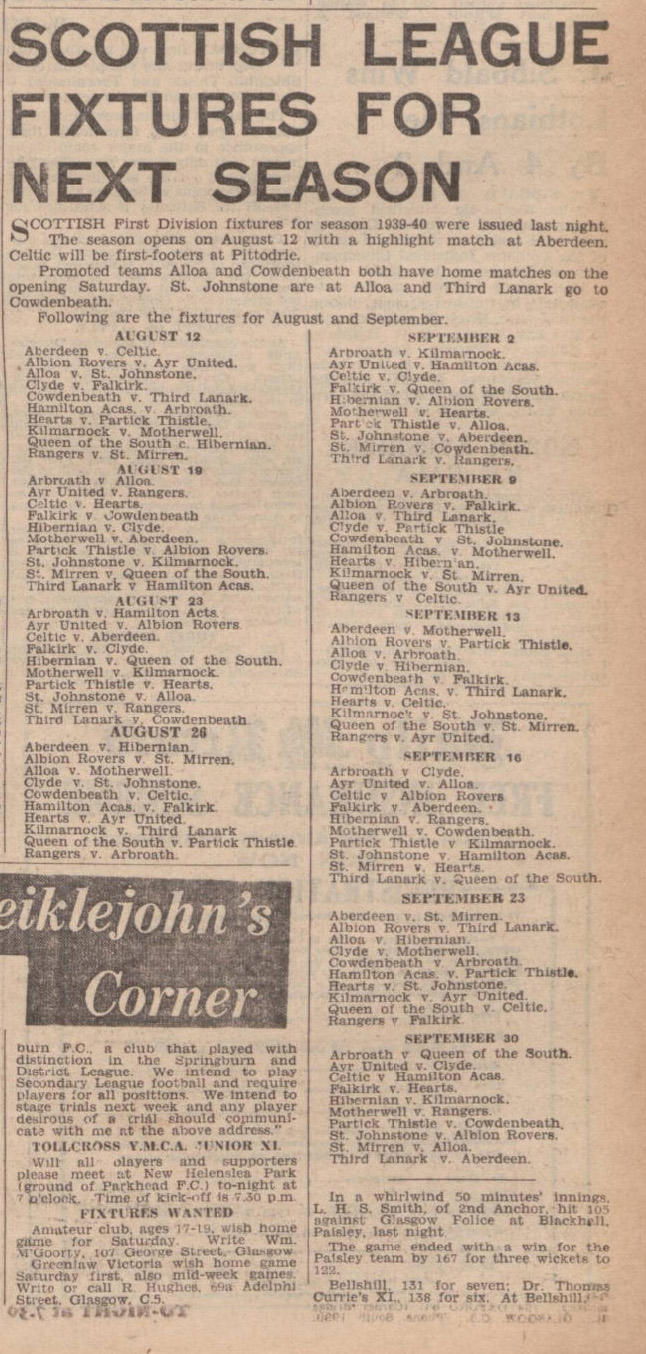 SCOTTISH LEAGUE
FIXTURES FOR
NEXT SEASON
SCOTTISH First Division fixtures for season 1939-40 were issued last night.
The season opens on August 12 with a highlight match at Aberdeen.
Celtic will be first-footers at Pittodrie.
Promoted teams Alloa and Cowdenbeath both have home matches on the
opening Saturday. St. Johnstone are at Alloa and Third Lanark go to
Cowdenbeath.
Following are the fixtures for August and September.
AUGUST 12
Aberdeen v. Celtic.
Albion Rovers v. Ayr United.
Alloa v. St. Johnstone.
Clyde v. Falkirk.
Cowdenbeath v. Third Lanark.
Hamilton Acas. v. Arbroath.
Hearts v. Partick Thistle.
Kilmarnock v. Motherwell.
Queen of the South c. Hibernian.
Rangers v. St. Mirren.
AUGUST 19
Arbroath v. Alloa.
Ayr United v. Rangers.
Celtic v. Hearts.
Falkirk v. Cowdenbeath
Hibernian v. Clyde.
Motherwell v. Aberdeen.
Partick Thistle v. Albion Rovers.
St. Johnstone v. Kilmarnock.
St. Mirren v. Queen of the South.
Third Lanark v Hamilton Acas.
AUGUST 23
Arbroath v. Hamilton Acts.
Ayr United v. Albion Rovers.
Celtic v. Aberdeen.
Falkirk v. Clyde.
Hibernian v. Queen of the South.
Motherwell v. Kilmarnock.
Partick Thistle v. Hearts.
St. Johnstone v. Alloa.
St. Mirren v. Rangers.
Third Lanark v. Cowdenbeath
AUGUST 26
Aberdeen v. Hibernian.
Albion Rovers v. St. Mirren.
Alloa v. Motherwell.
Clyde v. St. Johnstone.
Cowdenbeath v. Celtic.
Hamilton Acas. v. Falkirk.
Hearts v. Ayr United.
Kilmarnock v. Third Lanark
Queen of the South v. Partick Thistle
Rangers v. Arbroath.
eiklejohn's
Corner
burn F.C., a club that played with
distinction in the Springburn and
District League. We intend to play
Secondary League football and require
players for all positions. We intend to
stage trials next week and any player
desirous of a trial should communi-
cate with me at the above address."
TOLLCROSS Y.M.C.A. JUNIOR XI.
Will all players and supporters
please meet at New Helenslea Park
(ground of Parkhead F.C.) to-night at
7 o'clock. Time of kick-off is 7.30 p.m.
FIXTURES WANTED
Amateur club, ages 17-19, wish home
game for Saturday. Write Wm.
M'Goorty, 107 George Street, Glasgow
Greenlaw Victoria wish home game
Saturday first, also mid-week games.
Write or call R. Hughes, 69a Adelphi
Street, Glasgow, C.5.
SEPTEMBER 2
Arbroath v. Kilmarnock.
Ayr United v. Hamilton Acas.
Celtic v. Clyde.
Falkirk v. Queen of the South.
Hibernian v. Albion Rovers.
Motherwell v. Hearts.
Partick Thistle v. Alloa.
St. Johnstone v. Aberdeen.
St. Mirren v. Cowdenbeath.
Third Lanark v. Rangers.
SEPTEMBER 9
Aberdeen v. Arbroath.
Albion Rovers v. Falkirk.
Alloa v. Third Lanark.
Clyde v. Partick Thistle
Cowdenbeath v St. Johnstone.
Hamilton Acas. v. Motherwell.
Hearts v. Hibernian.
Kilmarnock v. St. Mirren.
Queen of the South v. Ayr United.
Rangers v Celtic.
SEPTEMBER 13
Aberdeen v. Motherwell.
Albion Rovers v. Partick Thistle.
Alloa v. Arbroath.
Clyde v. Hibernian.
Cowdenbeath v. Falkirk.
Hamilton Acas. v. Third Lanark.
Hearts v. Celtic.
Kilmarnock v. St. Johnstone.
Queen of the South v. St. Mirren.
Rangers v. Ayr United.
SEPTEMBER 16
Arbroath v Clyde.
Ayr United v. Alloa.
Celtic v Albion Rovers
Falkirk v. Aberdeen.
Hibernian v. Rangers.
Motherwell v. Cowdenbeath.
Partick Thistle v Kilmarnock.
St. Johnstone v. Hamilton Acas.
St. Mirren v. Hearts.
Third Lanark v. Queen of the South.
SEPTEMBER 23
Aberdeen v. St. Mirren.
Albion Rovers v. Third Lanark.
Alloa v. Hibernian.
Clyde v. Motherwell.
Cowdenbeath v. Arbroath.
Hamilton Acas. v. Partick Thistle.
Hearts v. St. Johnstone.
Kilmarnock v. Ayr United.
Queen of the South v. Celtic.
Rangers v Falkirk.
SEPTEMBER 30
Arbroath v Queen of the South.
Ayr United v. Clyde.
Celtic v Hamilton Acas.
Falkirk v. Hearts.
Hibernian v. Kilmarnock.
Motherwell v. Rangers.
Partick Thistle v. Cowdenbeath.
St. Johnstone v. Albion Rovers.
St. Mirren v. Alloa.
Third Lanark v. Aberdeen.
In a whirlwind 50 minutes' innings,
L. H. S. Smith, of 2nd Anchor, hit 105
against Glasgow Police at Blackhall,
Paisley, last night
The game ended with a win for the
Paisley team by 167 for three wickets to
122.
Bellshill, 131 for seven; Dr. Thomas
Currie's XI., 138 for six. At Bellshill.